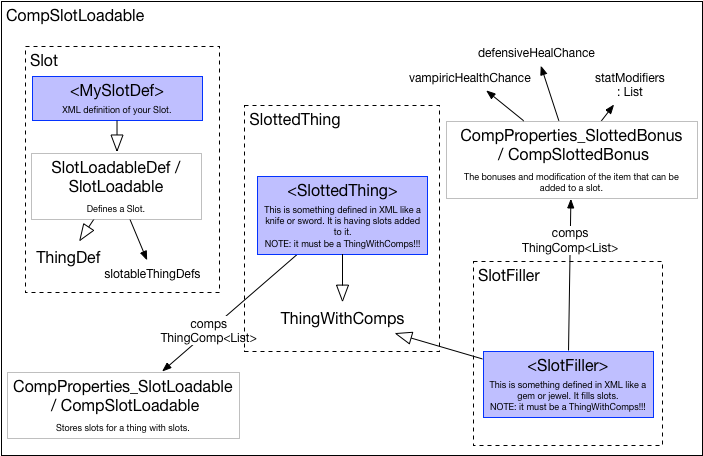 CompSlotLoadable
Slot
<MySlotDef>
XML definition of your Slot.
SlotLoadableDef /
SlotLoadable
Defines a Slot.
ThingDef
slotableThingDefs
SlottedThing
<SlottedThing>
This is something defined in XML like a
knife or sword. It is having slots added
to it.
NOTE: it must be a ThingWithComps!!!
ThingWithComps
comps
ThingComp<List>
CompProperties_SlotLoadable
/ CompSlotLoadable
Stores slots for a thing with slots.
defensiveHealChance
vampiricHealthChance
statModifiers
: List
CompProperties_SlottedBonus
/ CompSlottedBonus
The bonuses and modification of the item that can be
added to a slot.
comps
ThingComp<List>
SlotFiller
<SlotFiller>
This is something defined in XML like a
gem or jewel. It fills slots.
NOTE: it must be a ThingWithComps!!!